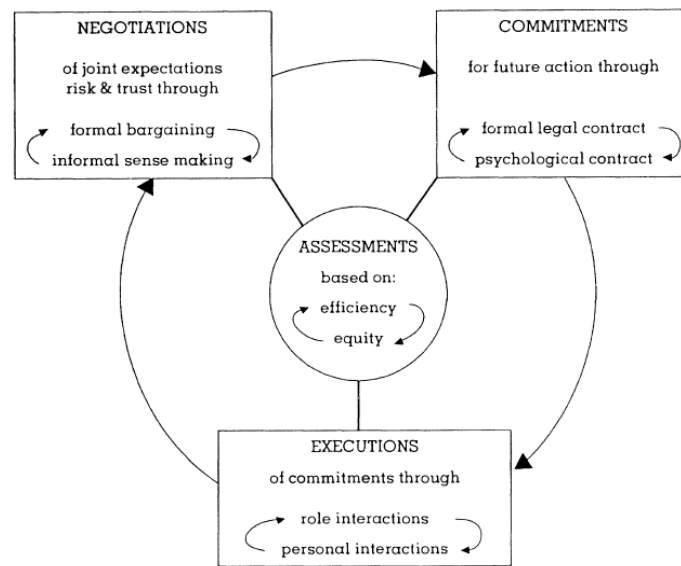 NEGOTIATIONS
of joint expectations
risk & trust through
formal bargaining
informal sense making
COMMITMENTS
for future action through
formal legal contract
psychological contract
ASSESSMENTS
based on:
efficiency
equity
EXECUTIONS
of commitments through
role interactions
personal interactions